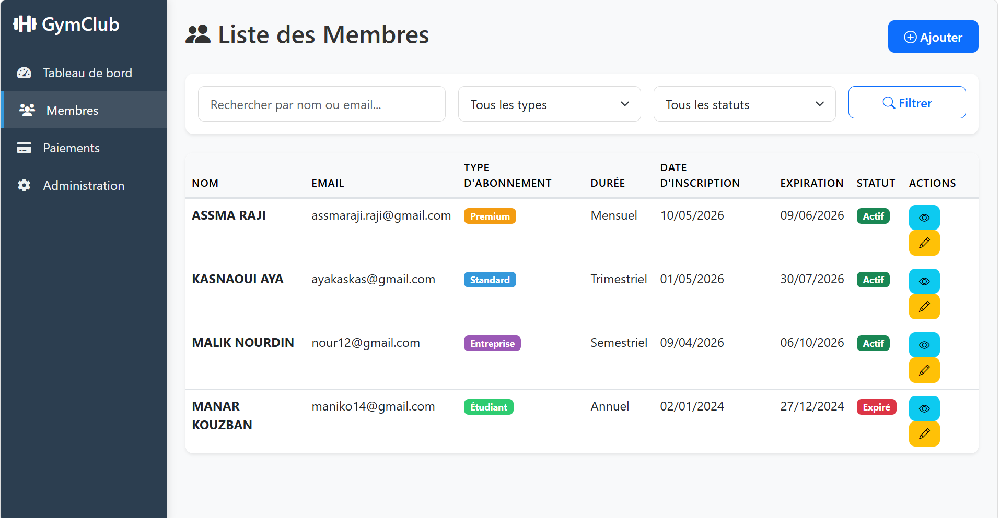 GymClub
Tableau de bord
Membres
Paiements
Administration
Liste des Membres
Ajouter
Rechercher par nom ou email...
Tous les types
Tous les statuts
Filtrer
NOM EMAIL TYPE D'ABONNEMENT DURÉE DATE D'INSCRIPTION EXPIRATION STATUT ACTIONS
ASSMA RAJI assmaraji.raji@gmail.com Premium Mensuel 10/05/2026 09/06/2026 Actif
KASNAOUI AYA ayakaskas@gmail.com Standard Trimestriel 01/05/2026 30/07/2026 Actif
MALIK NOURDIN nour12@gmail.com Entreprise Semestriel 09/04/2026 06/10/2026 Actif
MANAR KOUZBAN maniko14@gmail.com Étudiant Annuel 02/01/2024 27/12/2024 Expiré